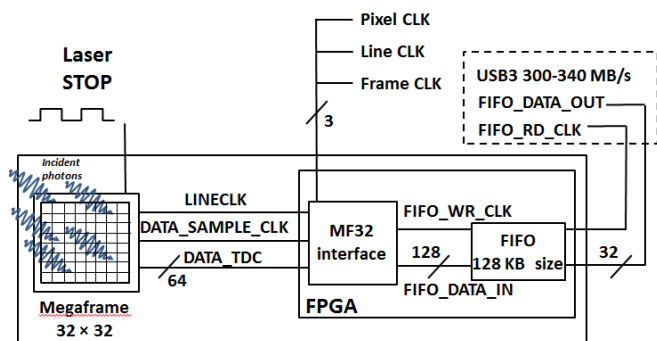 Pixel CLK
Line CLK
Frame CLK
3
Laser
STOP
USB3 300-340 MB/s
FIFO_DATA_OUT
FIFO_RD_CLK
Incident
photons
LINECLK
DATA_SAMPLE_CLK
DATA_TDC
64
Megaframe
32 × 32
MF32
interface
FPGA
FIFO_WR_CLK
128
FIFO_DATA_IN
FIFO
128 KB size
32